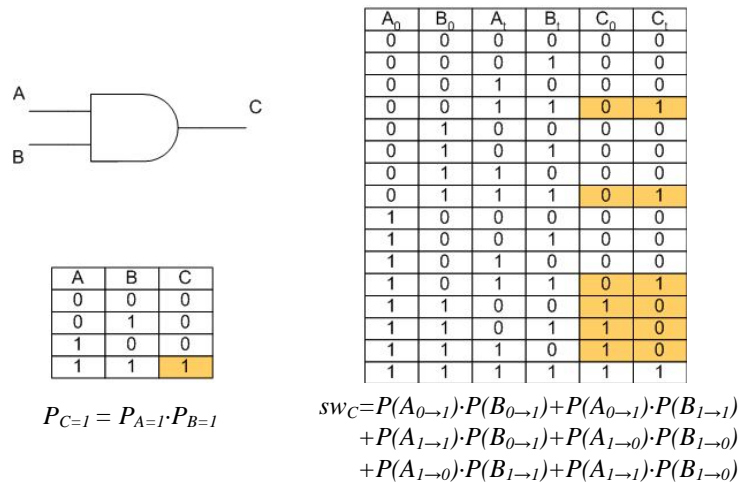 A
B
C
A B C
0 0 0
0 1 0
1 0 0
1 1 1
P_{C=1} = P_{A=1}·P_{B=1}
A₀ B₀ Aₜ Bₜ C₀ Cₜ
0 0 0 0 0 0
0 0 0 1 0 0
0 0 1 0 0 0
0 0 1 1 0 1
0 1 0 0 0 0
0 1 0 1 0 0
0 1 1 0 0 0
0 1 1 1 0 1
1 0 0 0 0 0
1 0 0 1 0 0
1 0 1 0 0 0
1 0 1 1 0 1
1 1 0 0 1 0
1 1 0 1 1 0
1 1 1 0 1 0
1 1 1 1 1 1
sw_C=P(A_{0→1})·P(B_{0→1})+P(A_{0→1})·P(B_{1→1})
+P(A_{1→1})·P(B_{0→1})+P(A_{1→0})·P(B_{1→0})
+P(A_{1→0})·P(B_{1→1})+P(A_{1→1})·P(B_{1→0})